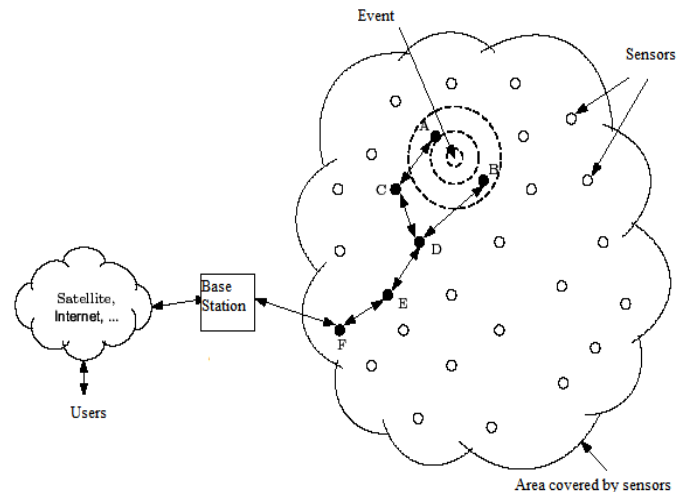 Event
Sensors
A
B
C
D
Base
Station
Satellite,
Internet, ...
E
F
Users
Area covered by sensors